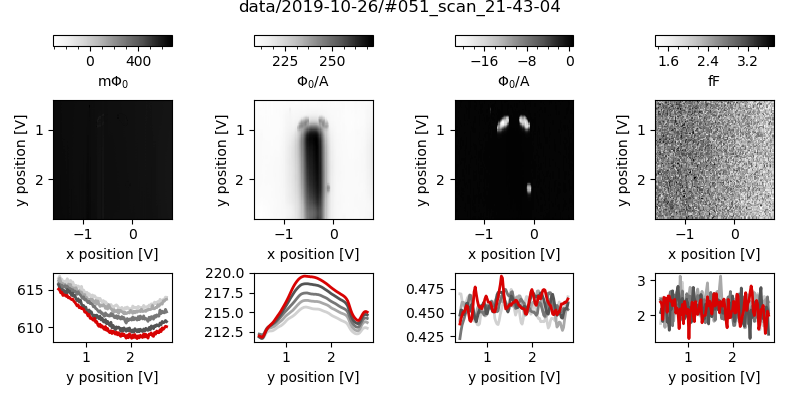 data/2019-10-26/#051_scan_21-43-04
0 400
mΦ₀
225 250
Φ₀/A
−16 −8 0
Φ₀/A
1.6 2.4 3.2
fF
y position [V]
1
2
−1 0
x position [V]
y position [V]
1
2
−1 0
x position [V]
y position [V]
1
2
−1 0
x position [V]
y position [V]
1
2
−1 0
x position [V]
615
610
1 2
y position [V]
220.0
217.5
215.0
212.5
1 2
y position [V]
0.475
0.450
0.425
1 2
y position [V]
3
2
1 2
y position [V]